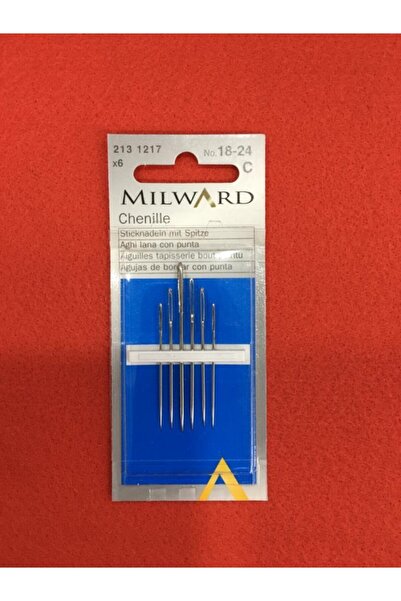 213 1217
No. 18-24
x6
C
MILWARD
Chenille
Sticknadeln mit Spitze
Aghi lana con punta
Aiguilles tapisserie bout pointu
Agujas de bordar con punta